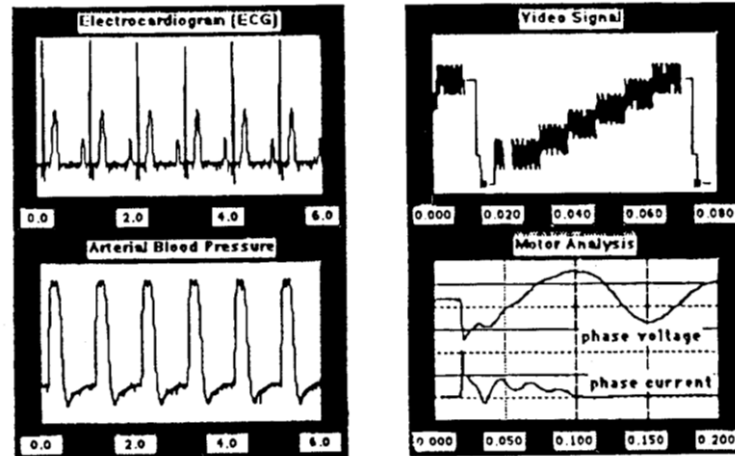 Electrocardiogram (ECG)
0.0 2.0 4.0 6.0
Video Signal
0.000 0.020 0.040 0.060 0.080
Arterial Blood Pressure
0.0 2.0 4.0 6.0
Motor Analysis
phase voltage
phase current
0.000 0.050 0.100 0.150 0.200